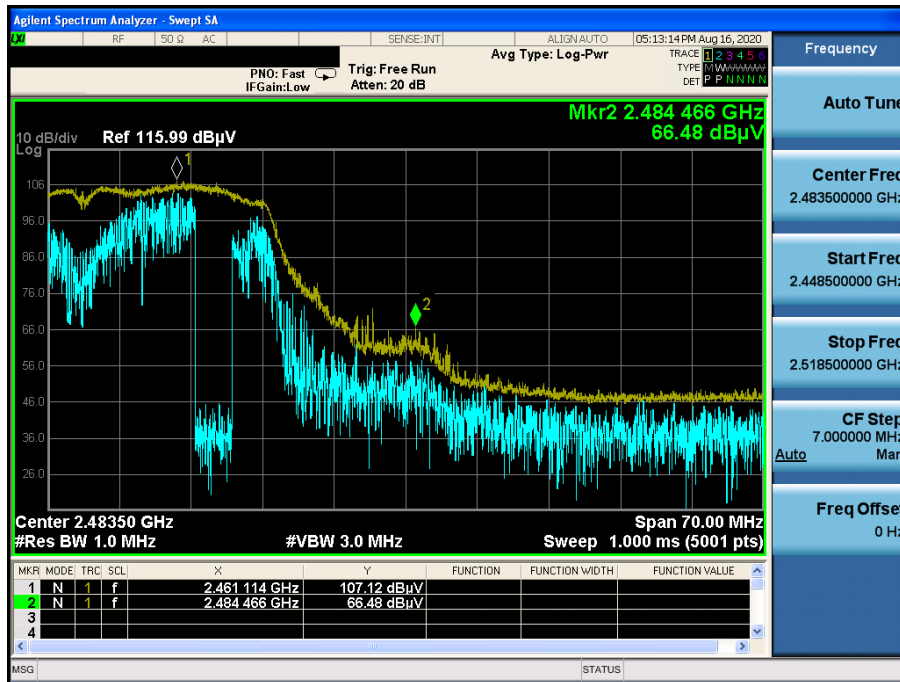 Agilent Spectrum Analyzer - Swept SA
LXI RF 50 Ω AC SENSE:INT ALIGN AUTO 05:13:14 PM Aug 16, 2020
Frequency
Avg Type: Log-Pwr
TRACE 1 2 3 4 5 6
PNO: Fast Trig: Free Run
TYPE M W W W W W
IFGain:Low Atten: 20 dB
DET P P N N N N
Auto Tune
Mkr2 2.484 466 GHz
66.48 dBµV
10 dB/div Ref 115.99 dBµV
Log
1
106
96.0
86.0
76.0
66.0
56.0
46.0
36.0
26.0
2
Center Freq
2.483500000 GHz
Start Freq
2.448500000 GHz
Stop Freq
2.518500000 GHz
CF Step
7.000000 MHz
Auto Man
Freq Offset
0 Hz
Center 2.48350 GHz Span 70.00 MHz
#Res BW 1.0 MHz #VBW 3.0 MHz Sweep 1.000 ms (5001 pts)
MKR MODE TRC SCL X Y FUNCTION FUNCTION WIDTH FUNCTION VALUE
1 N 1 f 2.461 114 GHz 107.12 dBµV
2 N 1 f 2.484 466 GHz 66.48 dBµV
3
4
MSG STATUS